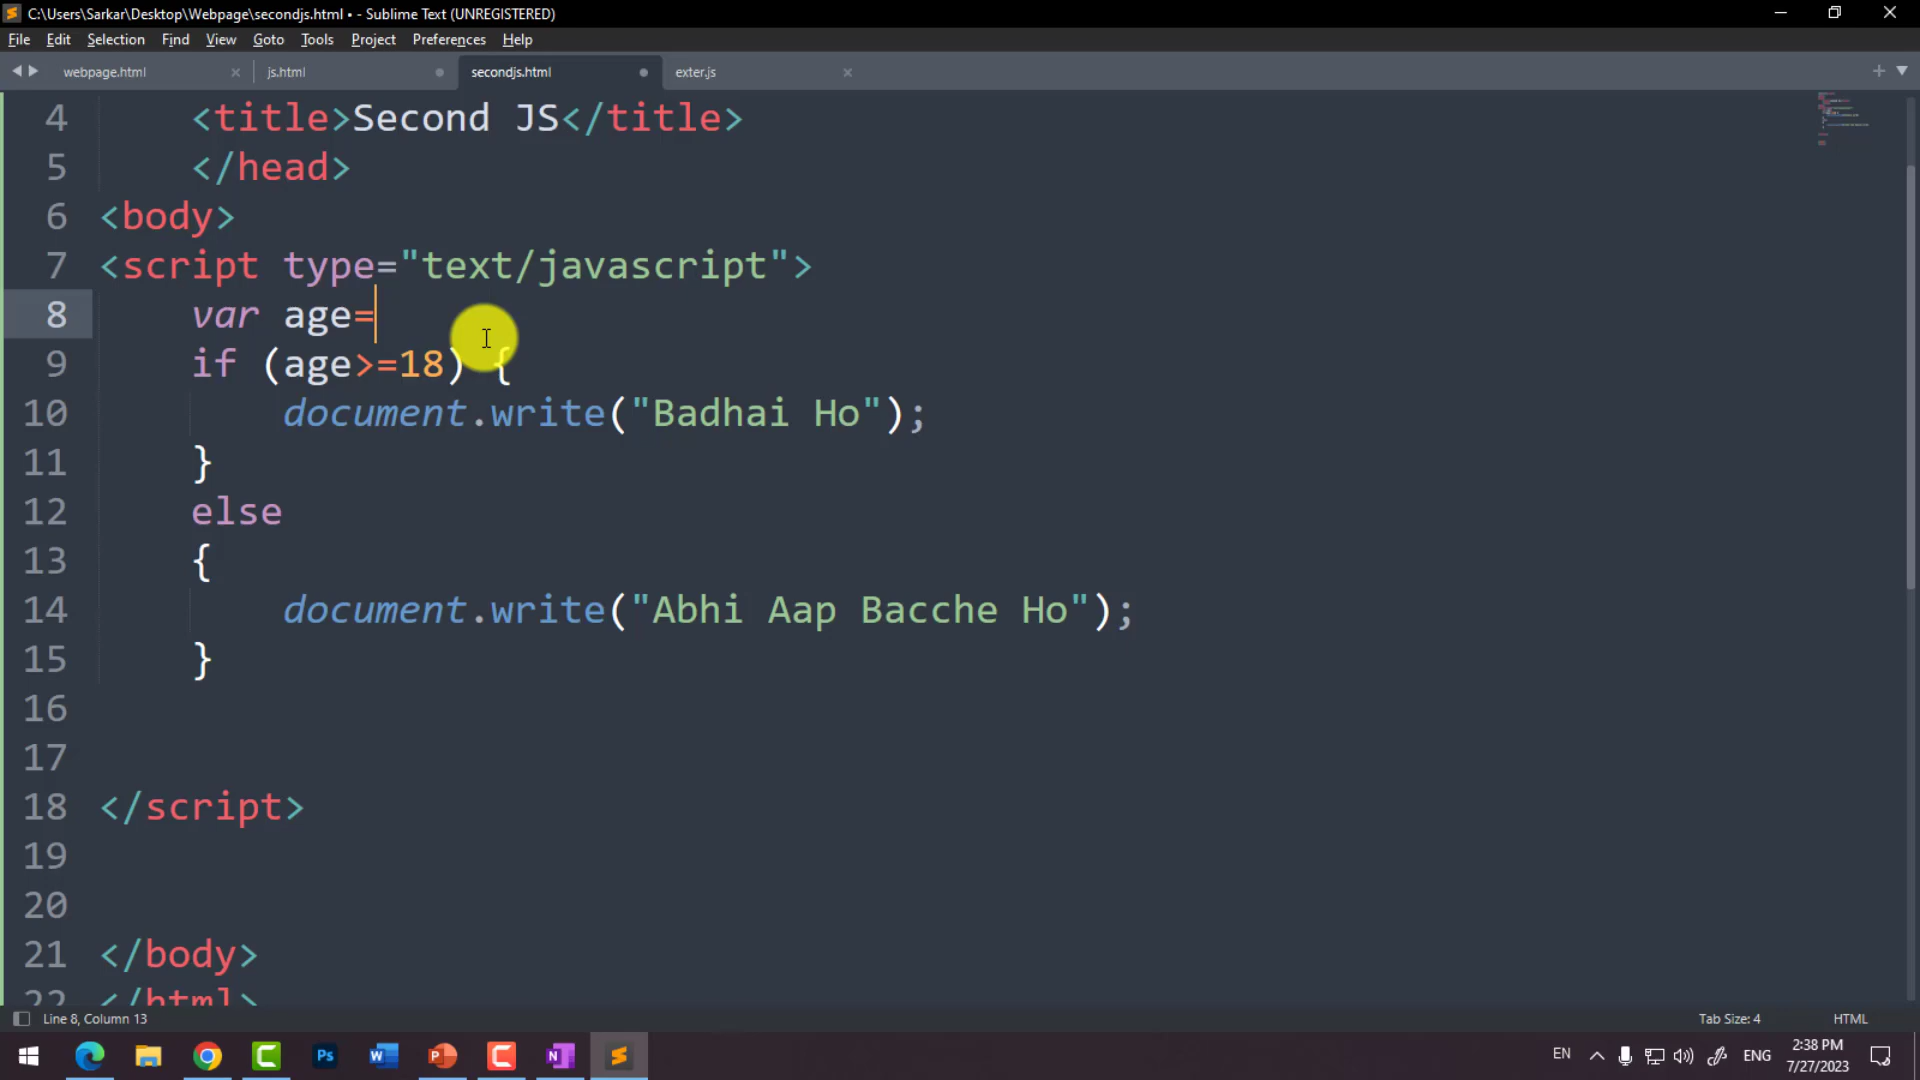 C:\Users\Sarkar\Desktop\Webpage\secondjs.html • - Sublime Text (UNREGISTERED)
File Edit Selection Find View Goto Tools Project Preferences Help
webpage.html js.html secondjs.html exter.js
4 <title>Second JS</title>
5 </head>
6 <body>
7 <script type="text/javascript">
8 var age=
9 if (age>=18) {
10 document.write("Badhai Ho");
11 }
12 else
13 {
14 document.write("Abhi Aap Bacche Ho");
15 }
16
17
18 </script>
19
20
21 </body>
22 </html>
Line 8, Column 13 Tab Size: 4 HTML
EN ENG 2:38 PM
7/27/2023